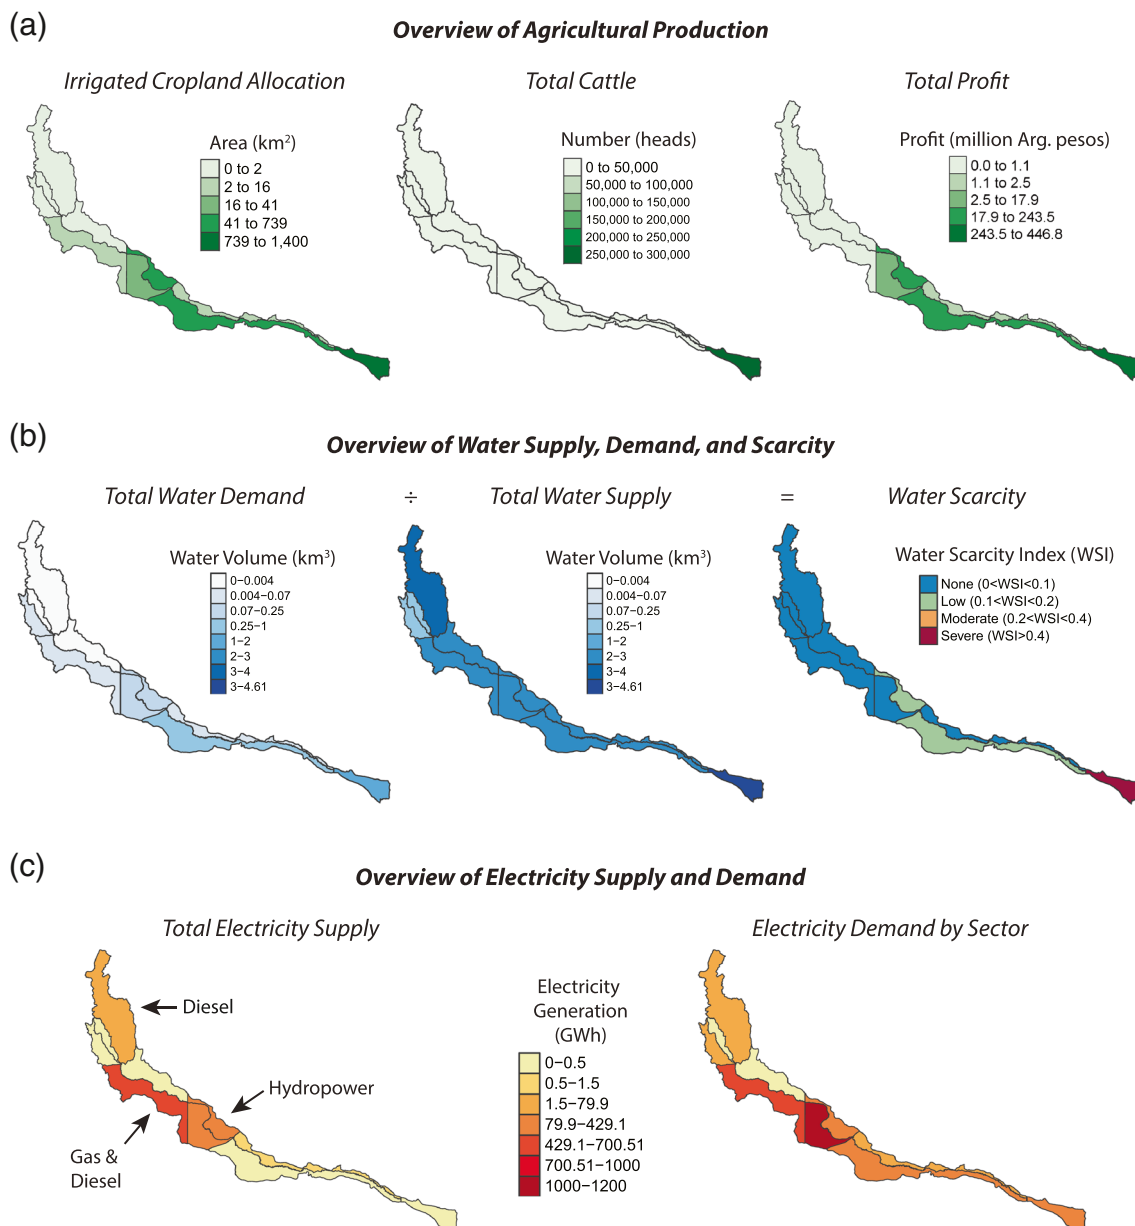 (a)
Overview of Agricultural Production
Irrigated Cropland Allocation
Area (km²)
0 to 2
2 to 16
16 to 41
41 to 739
739 to 1,400
Total Cattle
Number (heads)
0 to 50,000
50,000 to 100,000
100,000 to 150,000
150,000 to 200,000
200,000 to 250,000
250,000 to 300,000
Total Profit
Profit (million Arg. pesos)
0.0 to 1.1
1.1 to 2.5
2.5 to 17.9
17.9 to 243.5
243.5 to 446.8
(b)
Overview of Water Supply, Demand, and Scarcity
Total Water Demand
÷
Total Water Supply
=
Water Scarcity
Water Volume (km³)
0−0.004
0.004−0.07
0.07−0.25
0.25−1
1−2
2−3
3−4
3−4.61
Water Volume (km³)
0−0.004
0.004−0.07
0.07−0.25
0.25−1
1−2
2−3
3−4
3−4.61
Water Scarcity Index (WSI)
None (0<WSI<0.1)
Low (0.1<WSI<0.2)
Moderate (0.2<WSI<0.4)
Severe (WSI>0.4)
(c)
Overview of Electricity Supply and Demand
Total Electricity Supply
Diesel
Hydropower
Gas &
Diesel
Electricity
Generation
(GWh)
0−0.5
0.5−1.5
1.5−79.9
79.9−429.1
429.1−700.51
700.51−1000
1000−1200
Electricity Demand by Sector